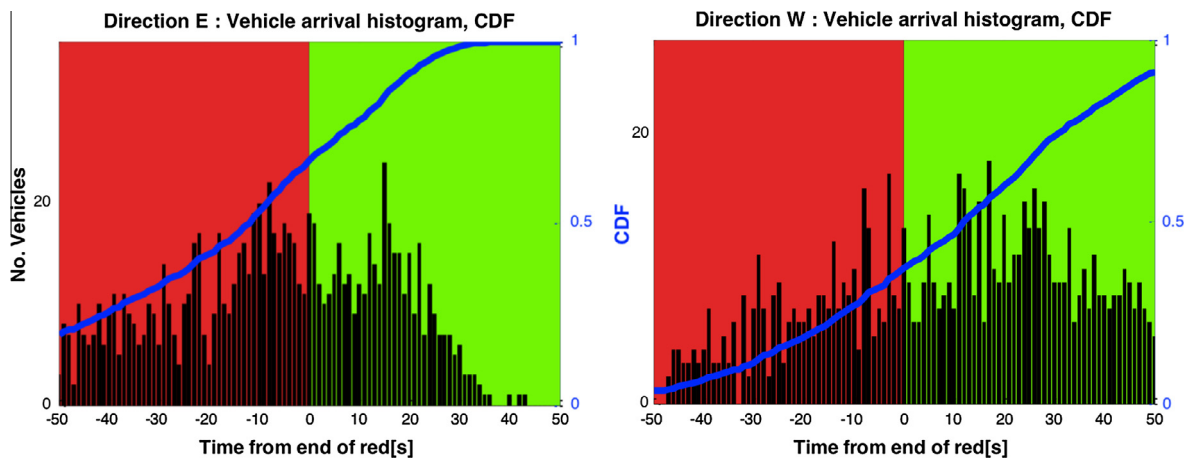 Direction E : Vehicle arrival histogram, CDF
No. Vehicles
20
0
1
0.5
0
-50 -40 -30 -20 -10 0 10 20 30 40 50
Time from end of red[s]
Direction W : Vehicle arrival histogram, CDF
20
0
CDF
1
0.5
0
-50 -40 -30 -20 -10 0 10 20 30 40 50
Time from end of red[s]